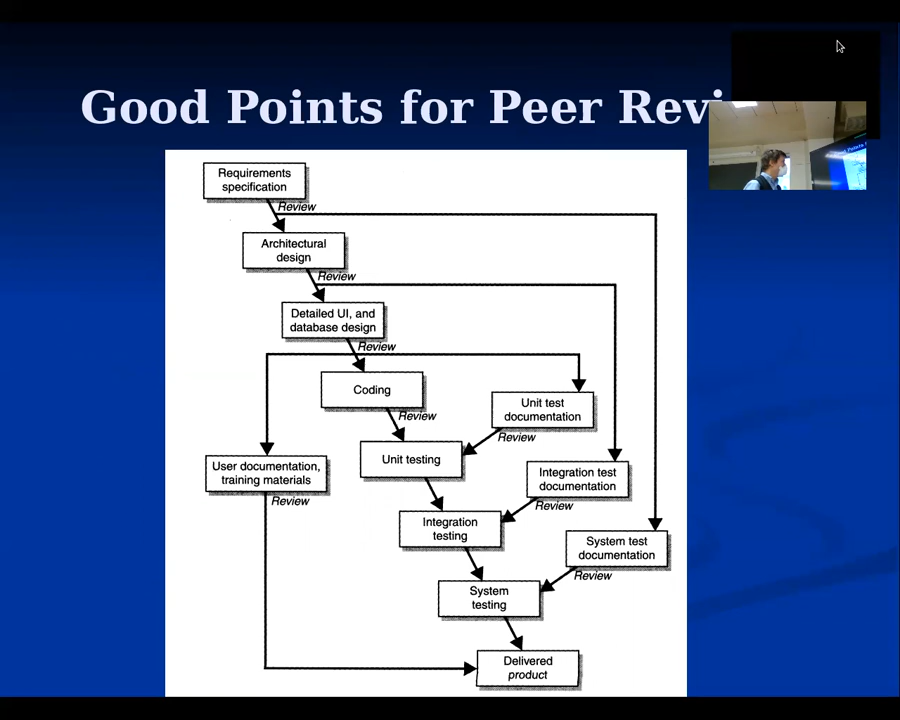 Good Points for Peer Revi
Requirements
specification
Review
Architectural
design
Review
Detailed UI, and
database design
Review
Coding
Review
Unit test
documentation
Review
Unit testing
User documentation,
training materials
Review
Integration test
documentation
Review
Integration
testing
System test
documentation
Review
System
testing
Delivered
product